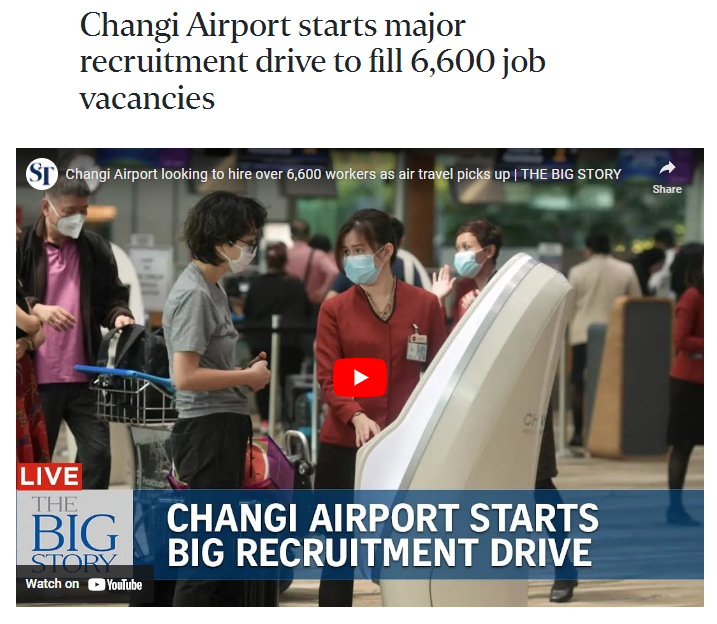 Changi Airport starts major
recruitment drive to fill 6,600 job
vacancies
ST
Changi Airport looking to hire over 6,600 workers as air travel picks up | THE BIG STORY
Share
LIVE
THE
BIG
STORY
CHANGI AIRPORT STARTS
BIG RECRUITMENT DRIVE
Watch on YouTube